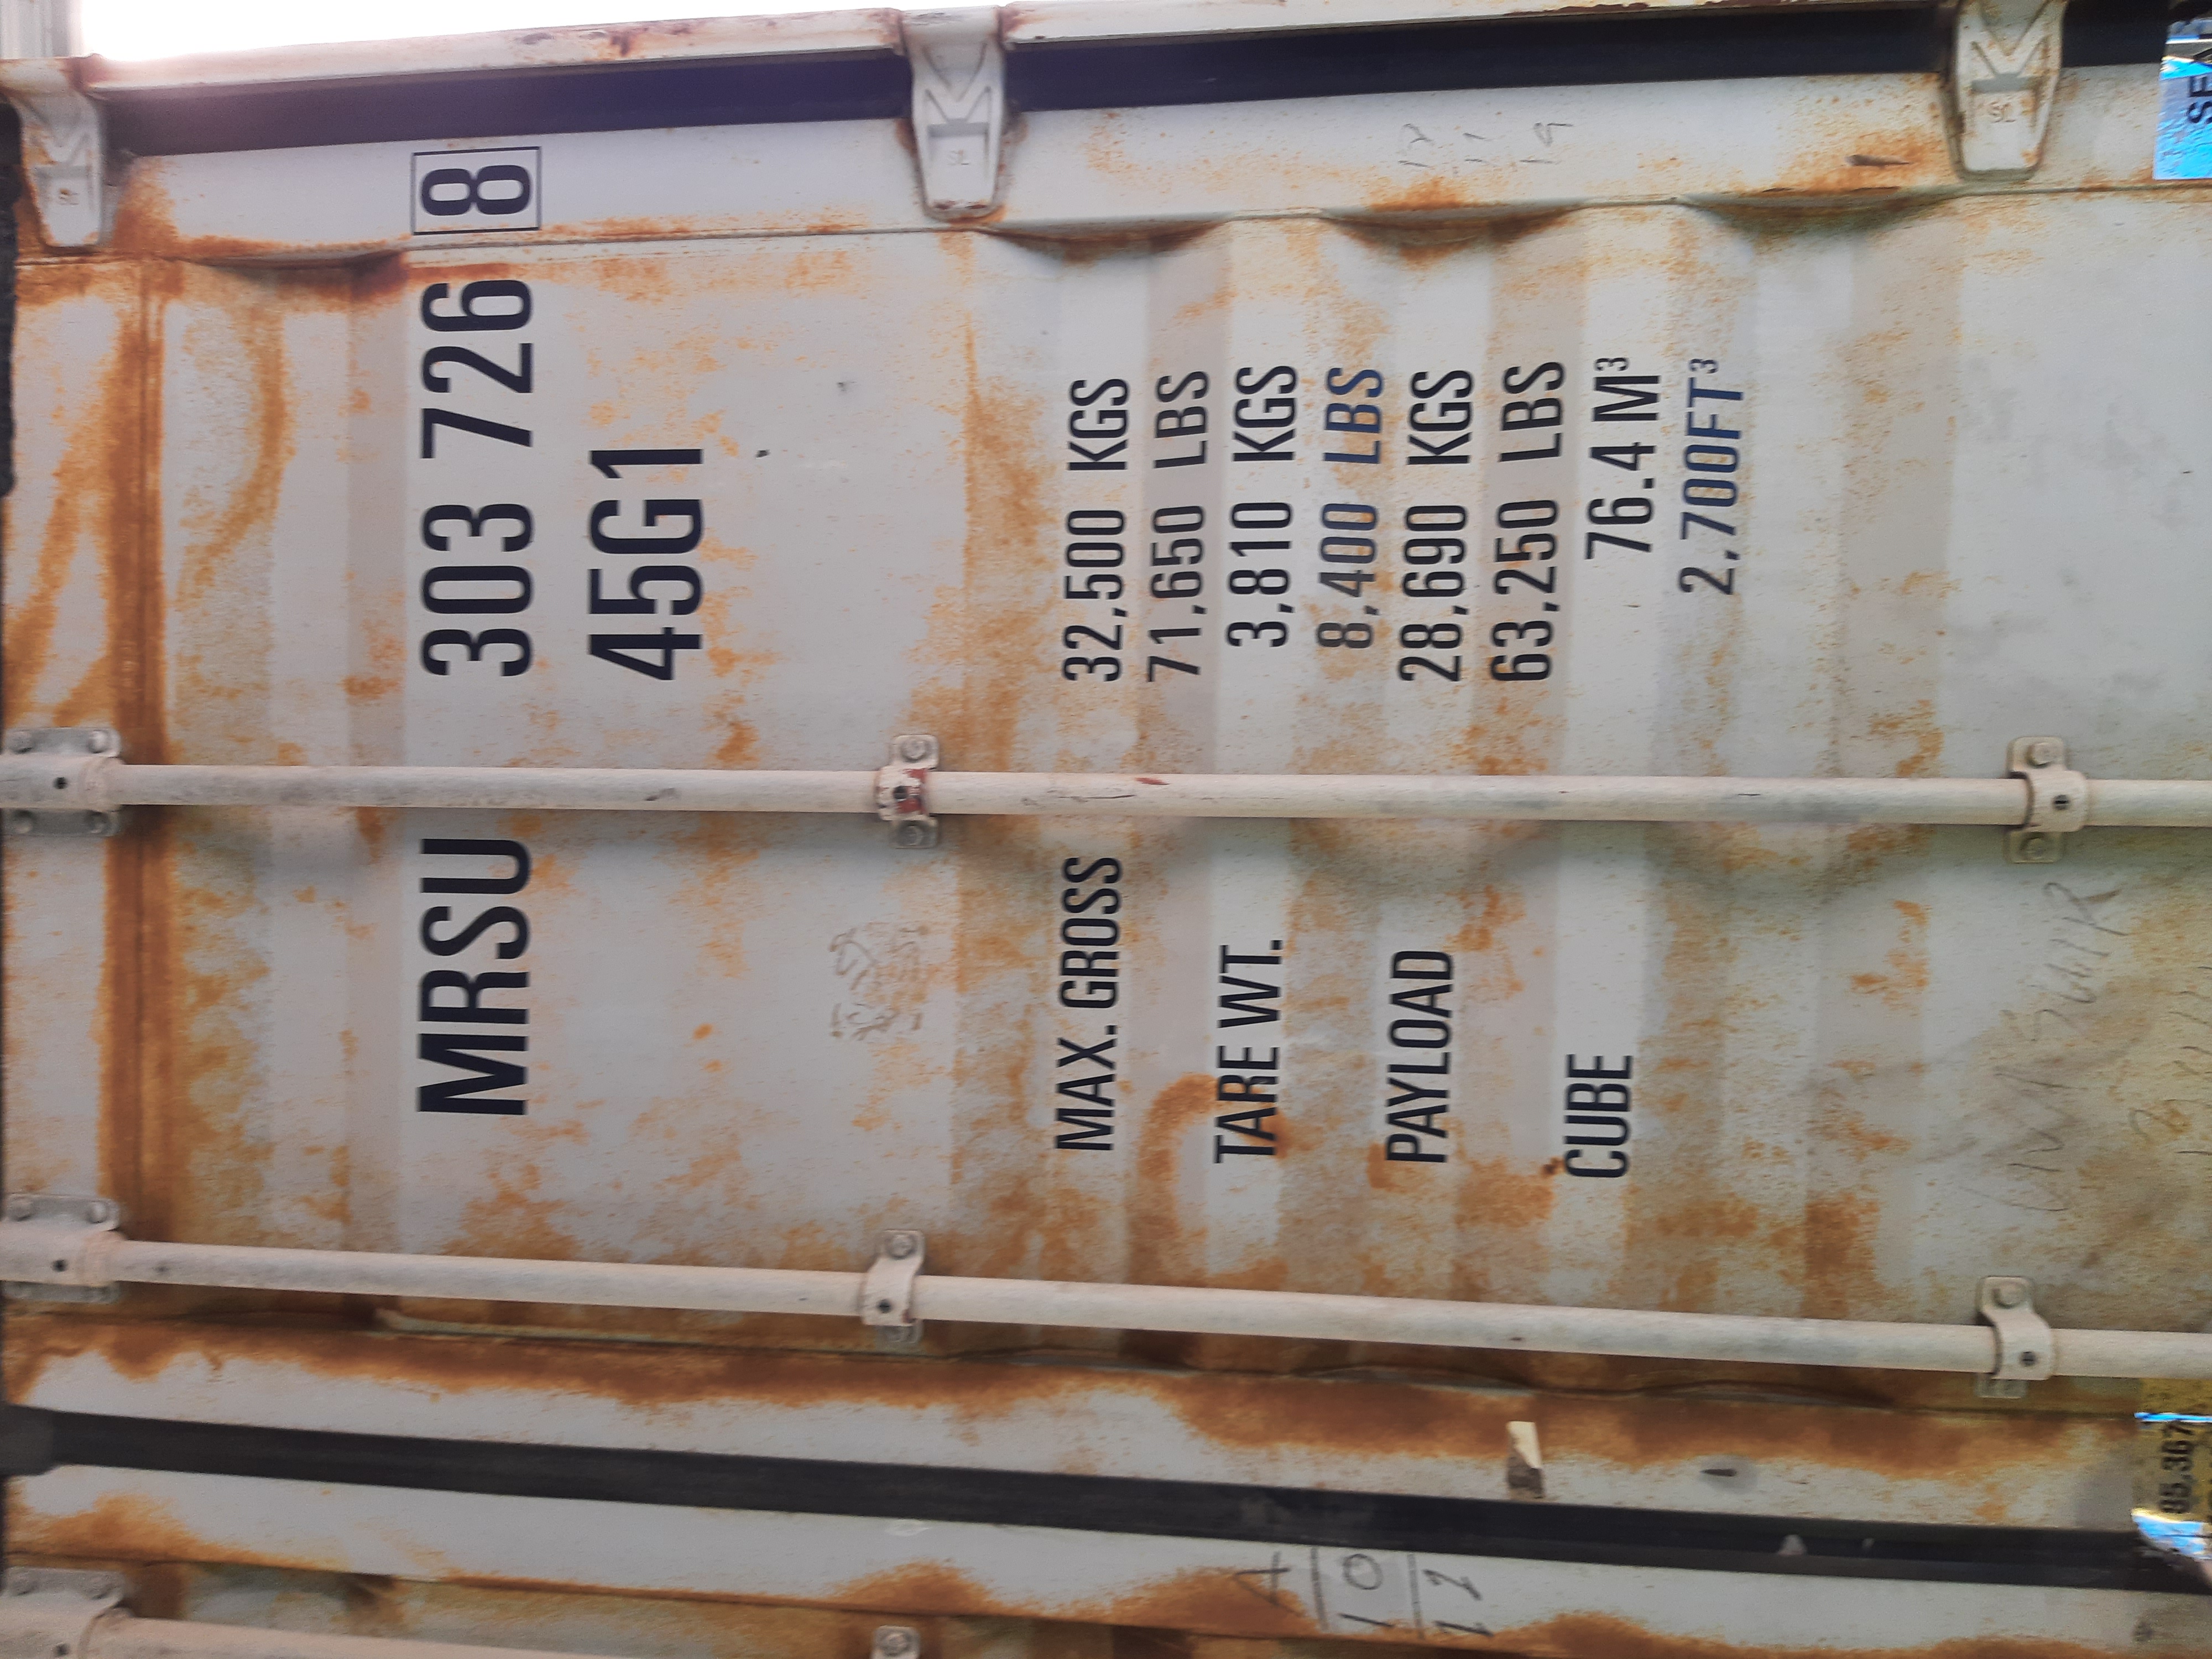 MRSU 303 726 8
45G1
MAX. GROSS 32,500 KGS
71,650 LBS
TARE WT. 3,810 KGS
8,400 LBS
PAYLOAD 28,690 KGS
63,250 LBS
CUBE 76.4 M³
2,700FT³